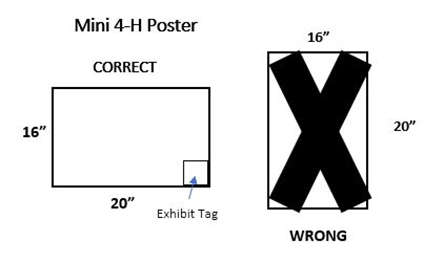 Mini 4-H Poster
CORRECT
16”
20”
Exhibit Tag
16”
20”
WRONG